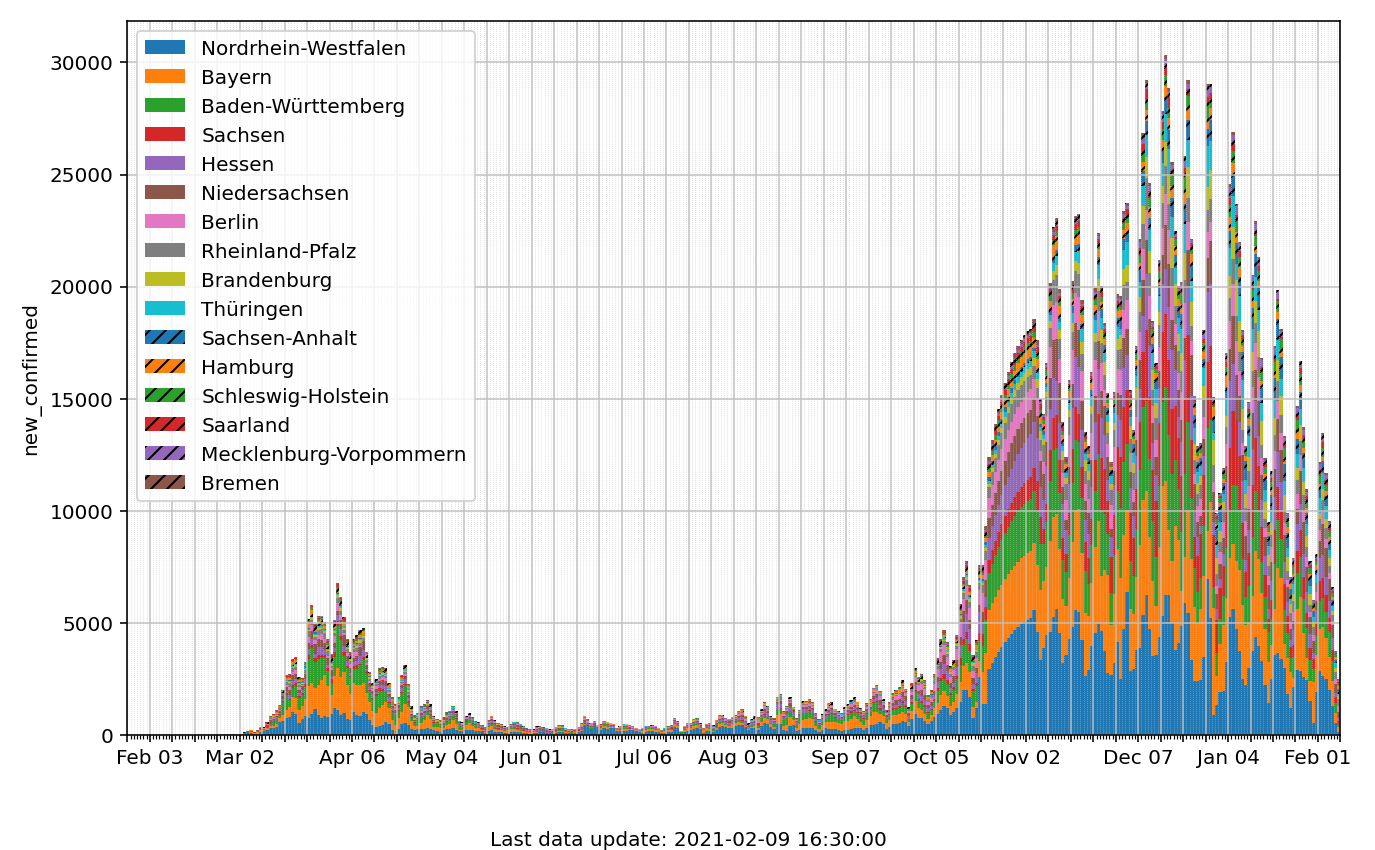 30000
25000
20000
15000
10000
5000
0
new_confirmed
Nordrhein-Westfalen
Bayern
Baden-Württemberg
Sachsen
Hessen
Niedersachsen
Berlin
Rheinland-Pfalz
Brandenburg
Thüringen
Sachsen-Anhalt
Hamburg
Schleswig-Holstein
Saarland
Mecklenburg-Vorpommern
Bremen
Feb 03 Mar 02 Apr 06 May 04 Jun 01 Jul 06 Aug 03 Sep 07 Oct 05 Nov 02 Dec 07 Jan 04 Feb 01
Last data update: 2021-02-09 16:30:00